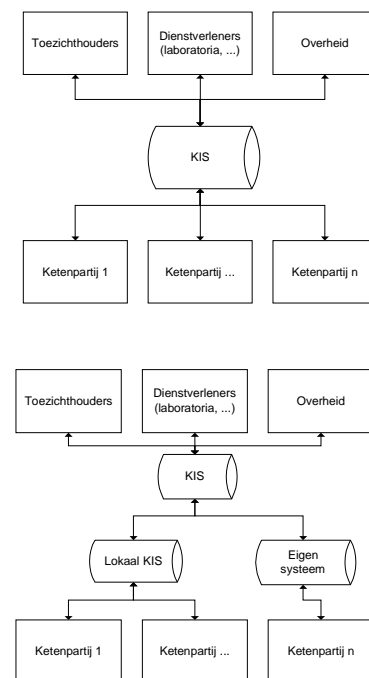 Toezichthouders
Dienstverleners
(laboratoria, ...)
Overheid
KIS
Ketenpartij 1
Ketenpartij ...
Ketenpartij n
Toezichthouders
Dienstverleners
(laboratoria, ...)
Overheid
KIS
Lokaal KIS
Eigen
systeem
Ketenpartij 1
Ketenpartij ...
Ketenpartij n